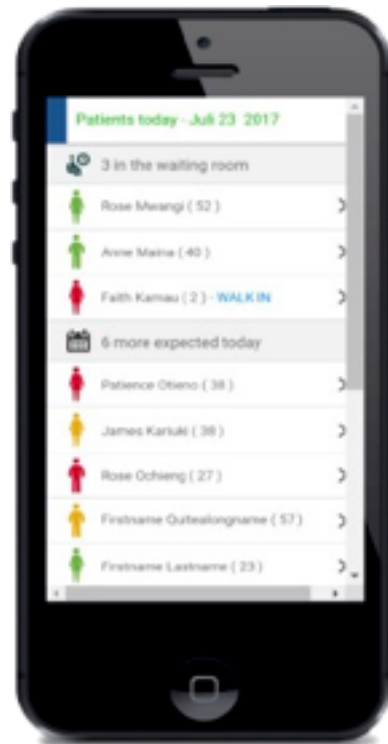 Patients today - Juli 23 2017
3 in the waiting room
Rose Mwangi ( 52 )
Anne Maina ( 40 )
Faith Kamau ( 2 ) - WALK IN
6 more expected today
Patience Otieno ( 38 )
James Kariuki ( 38 )
Rose Ochieng ( 27 )
Firstname Quitealongname ( 57 )
Firstname Lastname ( 23 )